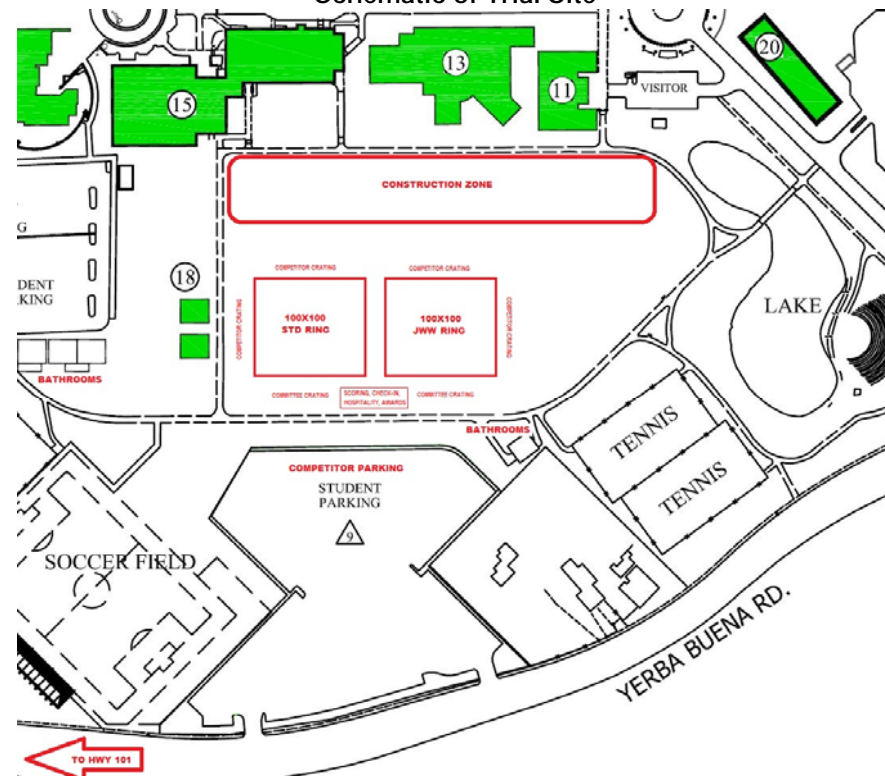 Schematic of Trial Site
20
13
15
11
VISITOR
CONSTRUCTION ZONE
18
COMPETITOR CRATING
COMPETITOR CRATING
G
DENT
KING
COMPETITOR CRATING
100X100
STD RING
100X100
JWW RING
COMPETITOR CRATING
LAKE
BATHROOMS
COMMITTEE CRATING
SCORING, CHECK-IN,
HOSPITALITY, AWARDS
COMMITTEE CRATING
BATHROOMS
TENNIS
TENNIS
COMPETITOR PARKING
STUDENT
PARKING
9
SOCCER FIELD
YERBA BUENA RD.
TO HWY 101